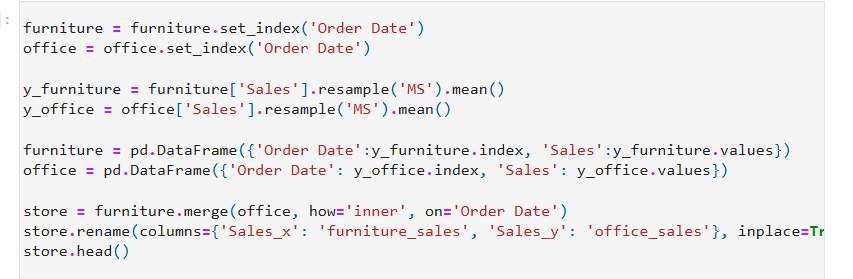 :
furniture = furniture.set_index('Order Date')
office = office.set_index('Order Date')
y_furniture = furniture['Sales'].resample('MS').mean()
y_office = office['Sales'].resample('MS').mean()
furniture = pd.DataFrame({'Order Date':y_furniture.index, 'Sales':y_furniture.values})
office = pd.DataFrame({'Order Date': y_office.index, 'Sales': y_office.values})
store = furniture.merge(office, how='inner', on='Order Date')
store.rename(columns={'Sales_x': 'furniture_sales', 'Sales_y': 'office_sales'}, inplace=Tr
store.head()